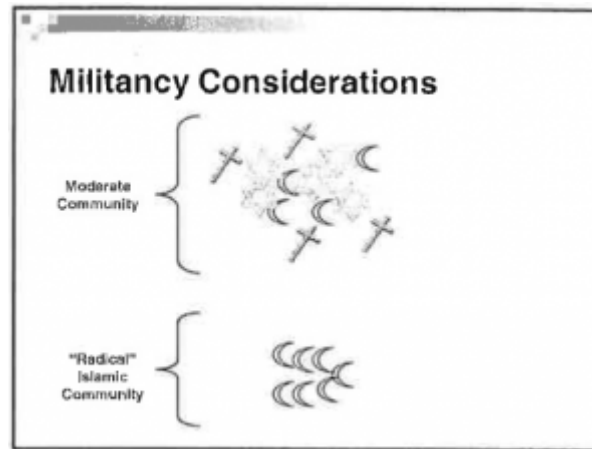 Militancy Considerations
Moderate
Community
"Radical"
Islamic
Community